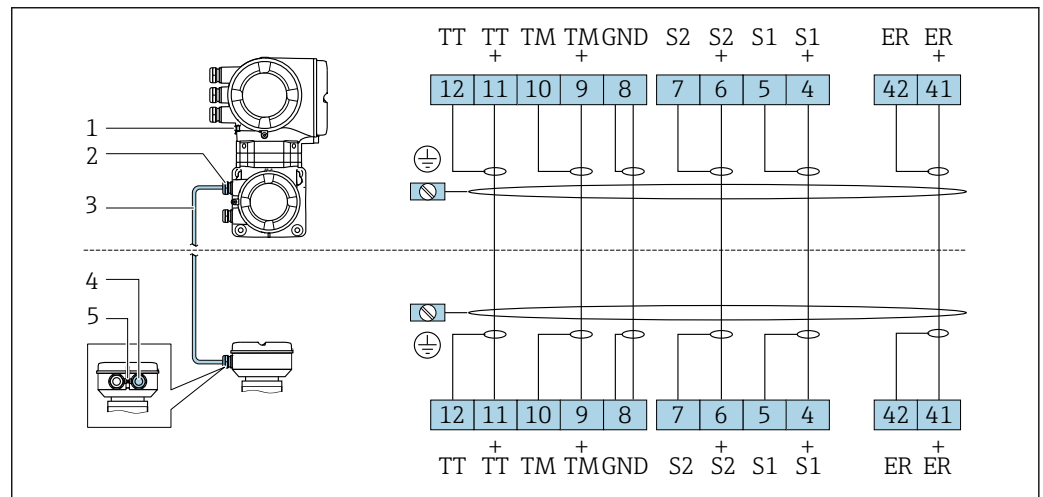 TT TT TM TM GND S2 S2 S1 S1 ER ER
+ + + + +
12 11 10 9 8 7 6 5 4 42 41
1
2
3
4
5
12 11 10 9 8 7 6 5 4 42 41
+ + + + +
TT TT TM TM GND S2 S2 S1 S1 ER ER